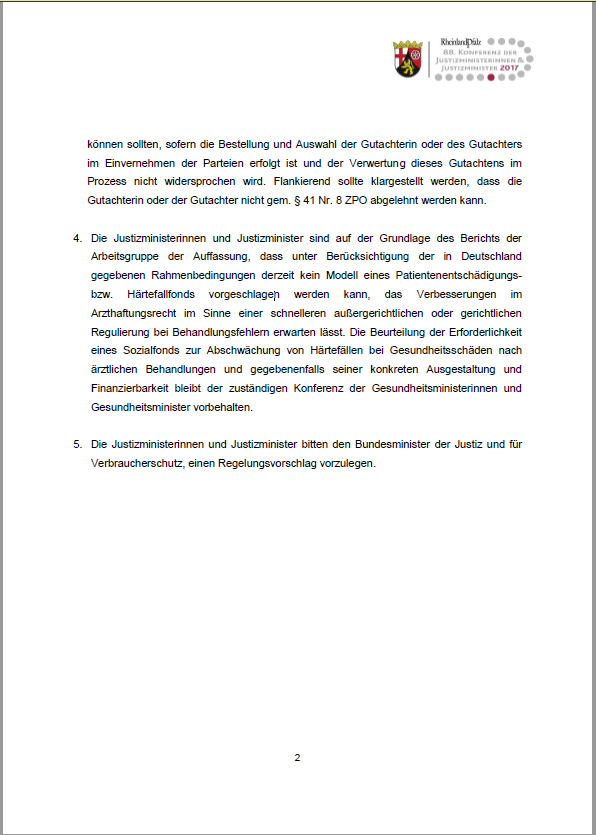 RheinlandPfalz
88. KONFERENZ DER
JUSTIZMINISTERINNEN &
JUSTIZMINISTER 2017
können sollten, sofern die Bestellung und Auswahl der Gutachterin oder des Gutachters
im Einvernehmen der Parteien erfolgt ist und der Verwertung dieses Gutachtens im
Prozess nicht widersprochen wird. Flankierend sollte klargestellt werden, dass die
Gutachterin oder der Gutachter nicht gem. § 41 Nr. 8 ZPO abgelehnt werden kann.
4. Die Justizministerinnen und Justizminister sind auf der Grundlage des Berichts der
Arbeitsgruppe der Auffassung, dass unter Berücksichtigung der in Deutschland
gegebenen Rahmenbedingungen derzeit kein Modell eines Patientenentschädigungs-
bzw. Härtefallfonds vorgeschlagen werden kann, das Verbesserungen im
Arzthaftungsrecht im Sinne einer schnelleren außergerichtlichen oder gerichtlichen
Regulierung bei Behandlungsfehlern erwarten lässt. Die Beurteilung der Erforderlichkeit
eines Sozialfonds zur Abschwächung von Härtefällen bei Gesundheitsschäden nach
ärztlichen Behandlungen und gegebenenfalls seiner konkreten Ausgestaltung und
Finanzierbarkeit bleibt der zuständigen Konferenz der Gesundheitsministerinnen und
Gesundheitsminister vorbehalten.
5. Die Justizministerinnen und Justizminister bitten den Bundesminister der Justiz und für
Verbraucherschutz, einen Regelungsvorschlag vorzulegen.
2